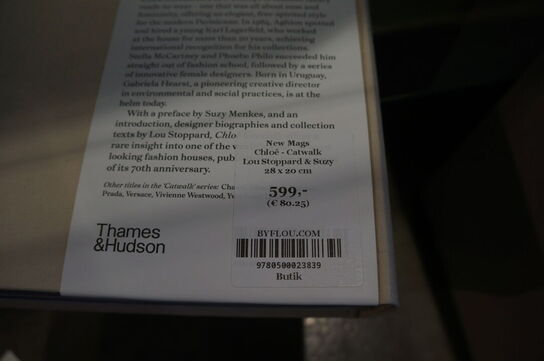 made-to-wear - one that was all about ease and
femininity, offering an elegant, free-spirited style
for the modern Parisienne. In 1965, Aghion spotted
and hired a young Karl Lagerfeld, who worked
at the house for more than 20 years, achieving
international recognition for his collections.
Stella McCartney and Phoebe Philo succeeded him
straight out of fashion school, followed by a series
of innovative female designers. Born in Uruguay,
Gabriela Hearst, a pioneering creative director
in environmental and social practices, is at the
helm today.
With a preface by Suzy Menkes, and an
introduction, designer biographies and collection
texts by Lou Stoppard, Chlo
rare insight into one of the w
looking fashion houses, pub
of its 70th anniversary.
Other titles in the 'Catwalk' series: Cha
Prada, Versace, Vivienne Westwood, Yv
Thames
&Hudson
New Mags
Chloé - Catwalk
Lou Stoppard & Suzy
28 x 20 cm
599,-
(€ 80.25)
BYFLOU.COM
9780500023839
Butik